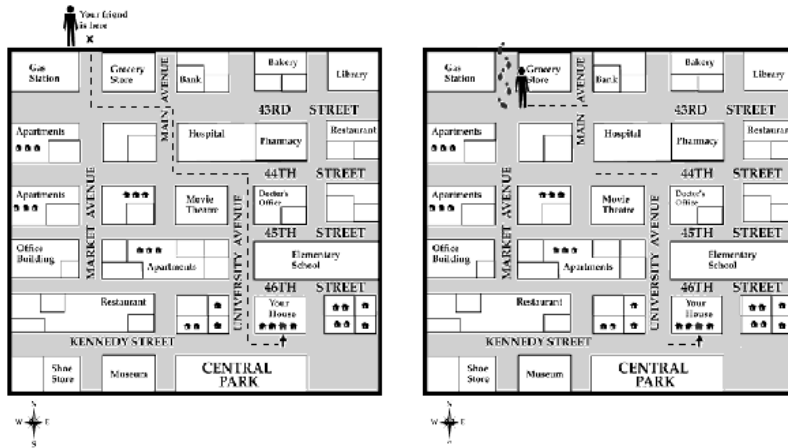 Your friend
is here
Gas
Station
Grocery
Store
MAIN AVENUE
Bank
Bakery
Library
43RD STREET
Apartments
Hospital
Pharmacy
Restaurant
44TH STREET
Apartments
MARKET AVENUE
Movie
Theatre
UNIVERSITY AVENUE
Doctor's
Office
45TH STREET
Office
Building
Apartments
Elementary
School
46TH STREET
Restaurant
Your
House
KENNEDY STREET
Shoe
Store
Museum
CENTRAL
PARK
N
W E
S
Gas
Station
Grocery
Store
MAIN AVENUE
Bank
Bakery
Library
43RD STREET
Apartments
Hospital
Pharmacy
Restaurant
44TH STREET
Apartments
MARKET AVENUE
Movie
Theatre
UNIVERSITY AVENUE
Doctor's
Office
45TH STREET
Office
Building
Apartments
Elementary
School
46TH STREET
Restaurant
Your
House
KENNEDY STREET
Shoe
Store
Museum
CENTRAL
PARK
N
W E